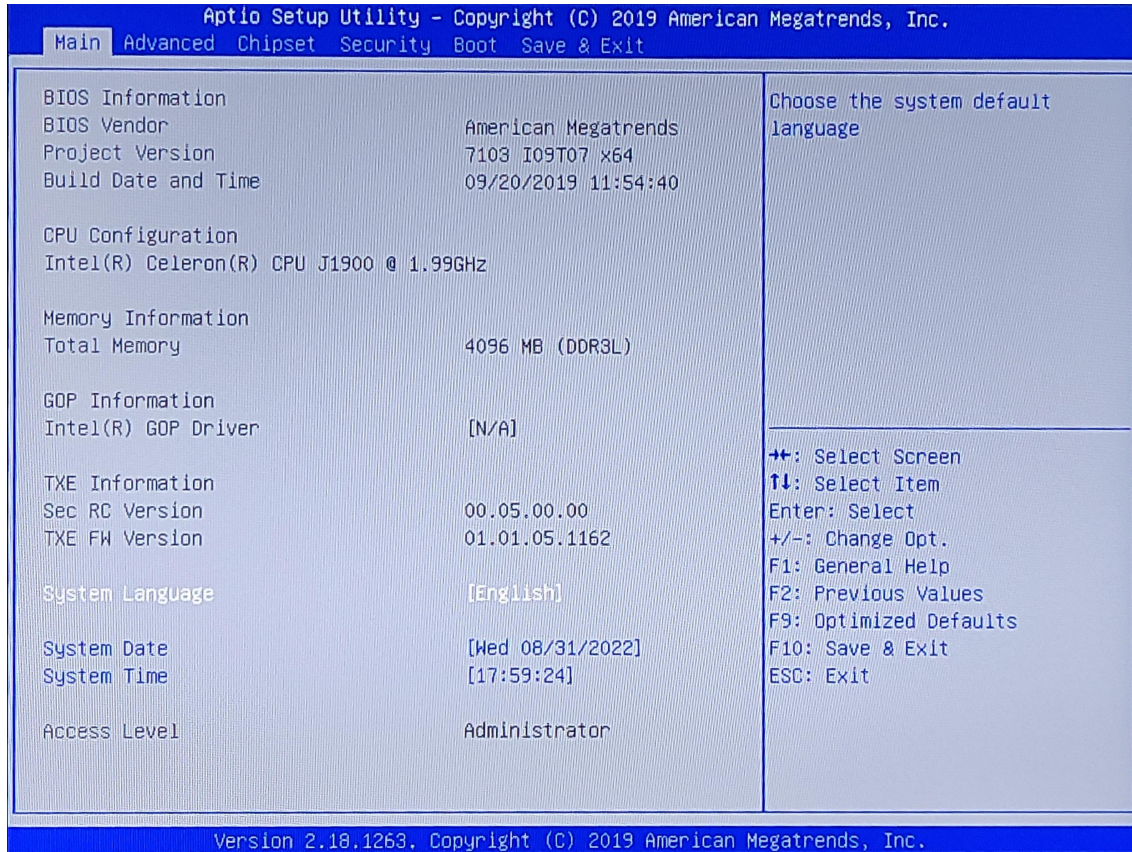 Aptio Setup Utility - Copyright (C) 2019 American Megatrends, Inc.
Main Advanced Chipset Security Boot Save & Exit
BIOS Information
BIOS Vendor American Megatrends
Project Version 7103 I09T07 x64
Build Date and Time 09/20/2019 11:54:40
CPU Configuration
Intel(R) Celeron(R) CPU J1900 @ 1.99GHz
Memory Information
Total Memory 4096 MB (DDR3L)
GOP Information
Intel(R) GOP Driver [N/A]
TXE Information
Sec RC Version 00.05.00.00
TXE FW Version 01.01.05.1162
System Language [English]
System Date [Wed 08/31/2022]
System Time [17:59:24]
Access Level Administrator
Choose the system default
language
→←: Select Screen
↑↓: Select Item
Enter: Select
+/-: Change Opt.
F1: General Help
F2: Previous Values
F9: Optimized Defaults
F10: Save & Exit
ESC: Exit
Version 2.18.1263. Copyright (C) 2019 American Megatrends, Inc.